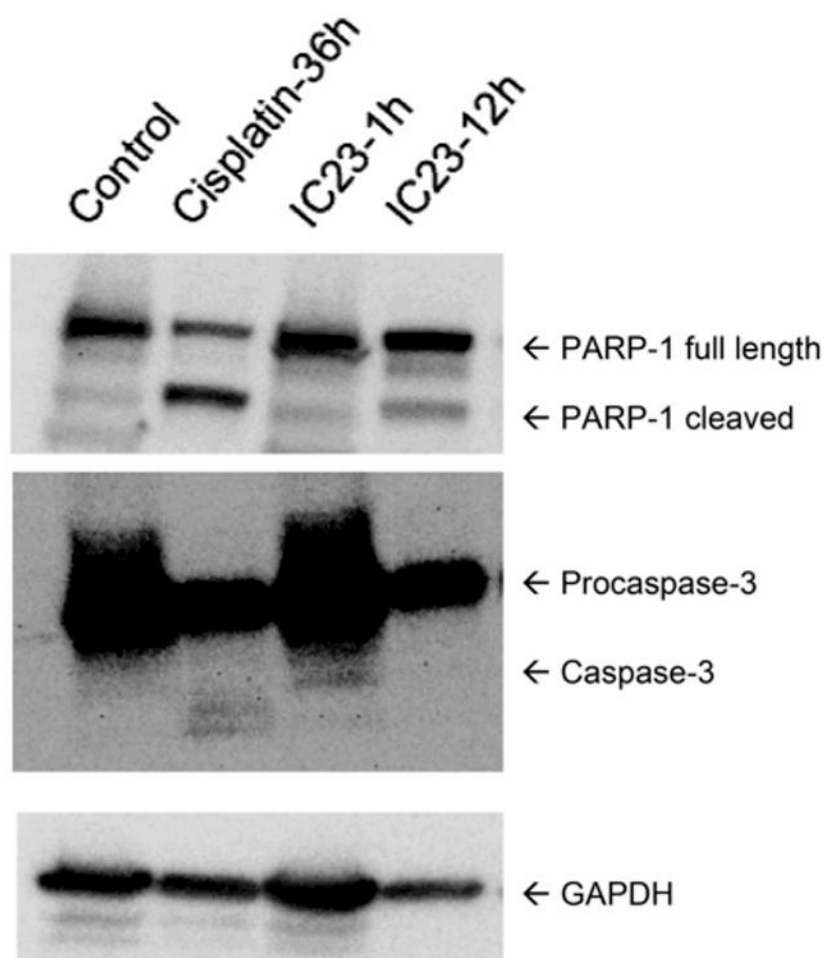 Control
Cisplatin-36h
IC23-1h
IC23-12h
← PARP-1 full length
← PARP-1 cleaved
← Procaspase-3
← Caspase-3
← GAPDH